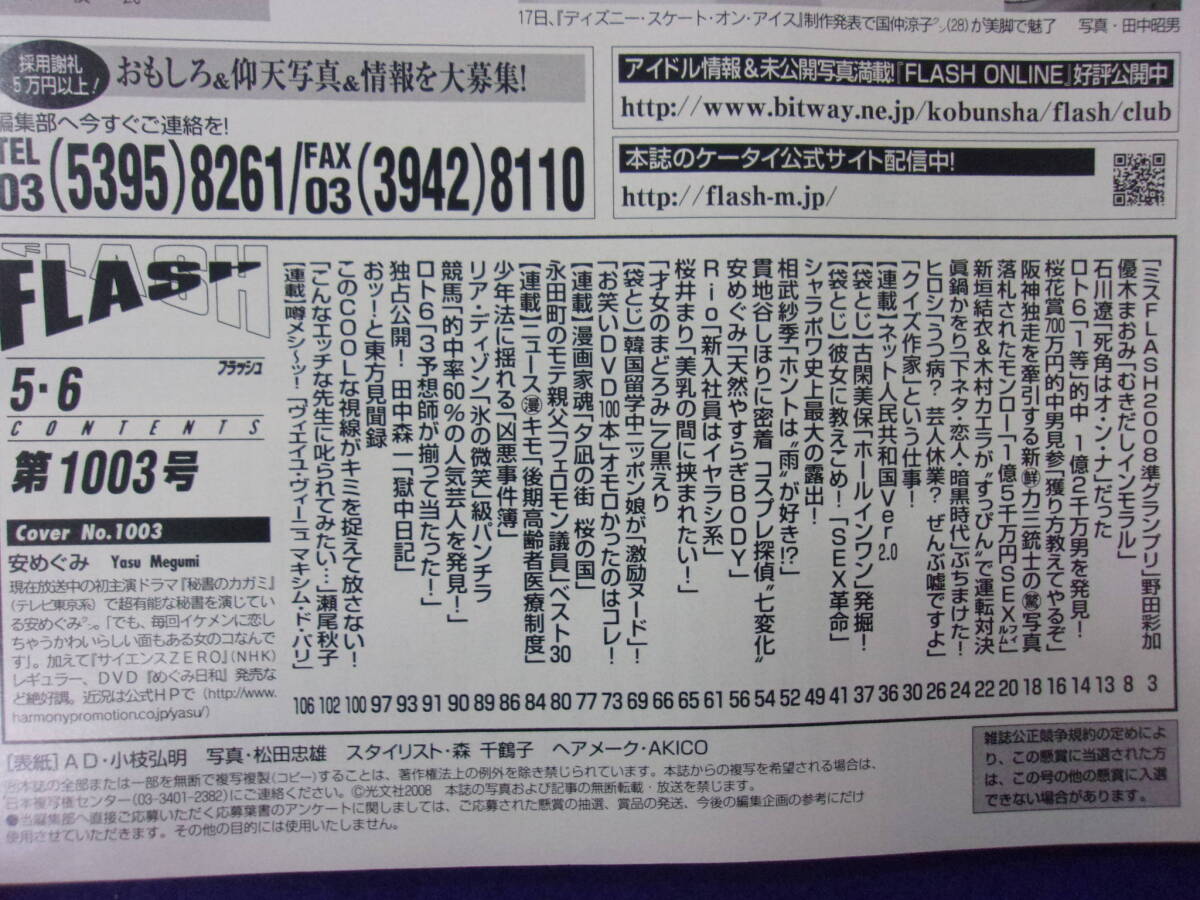 17日、『ディズニー・スケート・オン・アイス』制作発表で国仲涼子さん(28)が美脚で魅了 写真・田中昭男
採用謝礼
5万円以上!
おもしろ&仰天写真&情報を大募集!
編集部へ今すぐご連絡を!
TEL 03(5395)8261/FAX 03(3942)8110
アイドル情報&未公開写真満載!『FLASH ONLINE』好評公開中
http://www.bitway.ne.jp/kobunsha/flash/club
本誌のケータイ公式サイト配信中!
http://flash-m.jp/
FLASH
フラッシュ
5・6
CONTENTS
第1003号
Cover No.1003
安めぐみ Yasu Megumi
現在放送中の初主演ドラマ『秘書のカガミ』
(テレビ東京系)で超有能な秘書を演じてい
る安めぐみさん。「でも、毎回イケメンに恋し
ちゃうかわいらしい面もある女のコなんで
す」。加えて『サイエンスZERO』(NHK)
レギュラー、DVD『めぐみ日和』発売な
ど絶好調。近況は公式HPで(http://www.
harmonypromotion.co.jp/yasu/)
「ミスFLASH2008準グランプリ」野田彩加 3
優木まおみ「むきだしインモラル」 8
石川遼「死角はオ・ン・ナ」だった 13
ロト6「1等」的中 1億2千万男を発見! 14
桜花賞700万円的中男見参「獲り方教えてやるぞ」 16
阪神独走を牽引する新(鮮)力三銃士の(驚)写真 18
落札されたモンロー「1億5千万円SEXフィルム」 20
新垣結衣&木村カエラが〝すっぴん〟で運転対決 22
眞鍋かをり「下ネタ・恋人・暗黒時代」ぶちまけた! 24
ヒロシ「うつ病? 芸人休業? ぜんぶ嘘ですよ」 26
「クイズ作家」という仕事! 30
【連載】ネット人民共和国Ver2.0 36
【袋とじ】古閑美保「ホールインワン」発掘! 37
【袋とじ】彼女に教えこめ!「SEX革命」 41
シャラポワ史上最大の露出! 49
相武紗季「ホントは〝雨〟が好き!?」 52
貫地谷しほりに密着 コスプレ探偵〝七変化〟 54
安めぐみ「天然やすらぎBODY」 56
Rio「新入社員はイヤラシ系」 61
桜井まり「美乳の間に挟まれたい!」 65
「才女のまどろみ」乙黒えり 66
【袋とじ】韓国留学中ニッポン娘が「激励ヌード」! 69
「お笑いDVD100本」オモロかったのはコレ! 73
【連載】漫画家魂「夕凪の街 桜の国」 77
永田町のモテ親父「フェロモン議員」ベスト30 80
【連載】ニュース(漫)キモ「後期高齢者医療制度」 84
少年法に揺れる「凶悪事件簿」 86
リア・ディゾン「氷の微笑」級パンチラ 89
競馬「的中率60%の人気芸人を発見!」 90
ロト6「3予想師が揃って当たった!」 91
独占公開! 田中森一「獄中日記」 93
おッ!と東方見聞録 97
このCOOLな視線がキミを捉えて放さない! 100
「こんなエッチな先生に叱られてみたい…」瀬尾秋子 102
【連載】噂メシ~ッ!「ヴィエイユ・ヴィーニュ マキシム・ド・パリ」 106
[表紙]AD・小枝弘明 写真・松田忠雄 スタイリスト・森 千鶴子 ヘアメーク・AKICO
本誌の全部または一部を無断で複写複製(コピー)することは、著作権法上の例外を除き禁じられています。本誌からの複写を希望される場合は、
日本複写権センター(03-3401-2382)にご連絡ください。©光文社2008 本誌の写真および記事の無断転載・放送を禁じます。
●当編集部へ直接ご応募いただく応募葉書のアンケートに関しましては、ご応募された懸賞の抽選、賞品の発送、今後の編集企画の参考にだけ
使用させていただきます。その他の目的には使用いたしません。
雑誌公正競争規約の定めによ
り、この懸賞に当選された方
は、この号の他の懸賞に入選
できない場合があります。